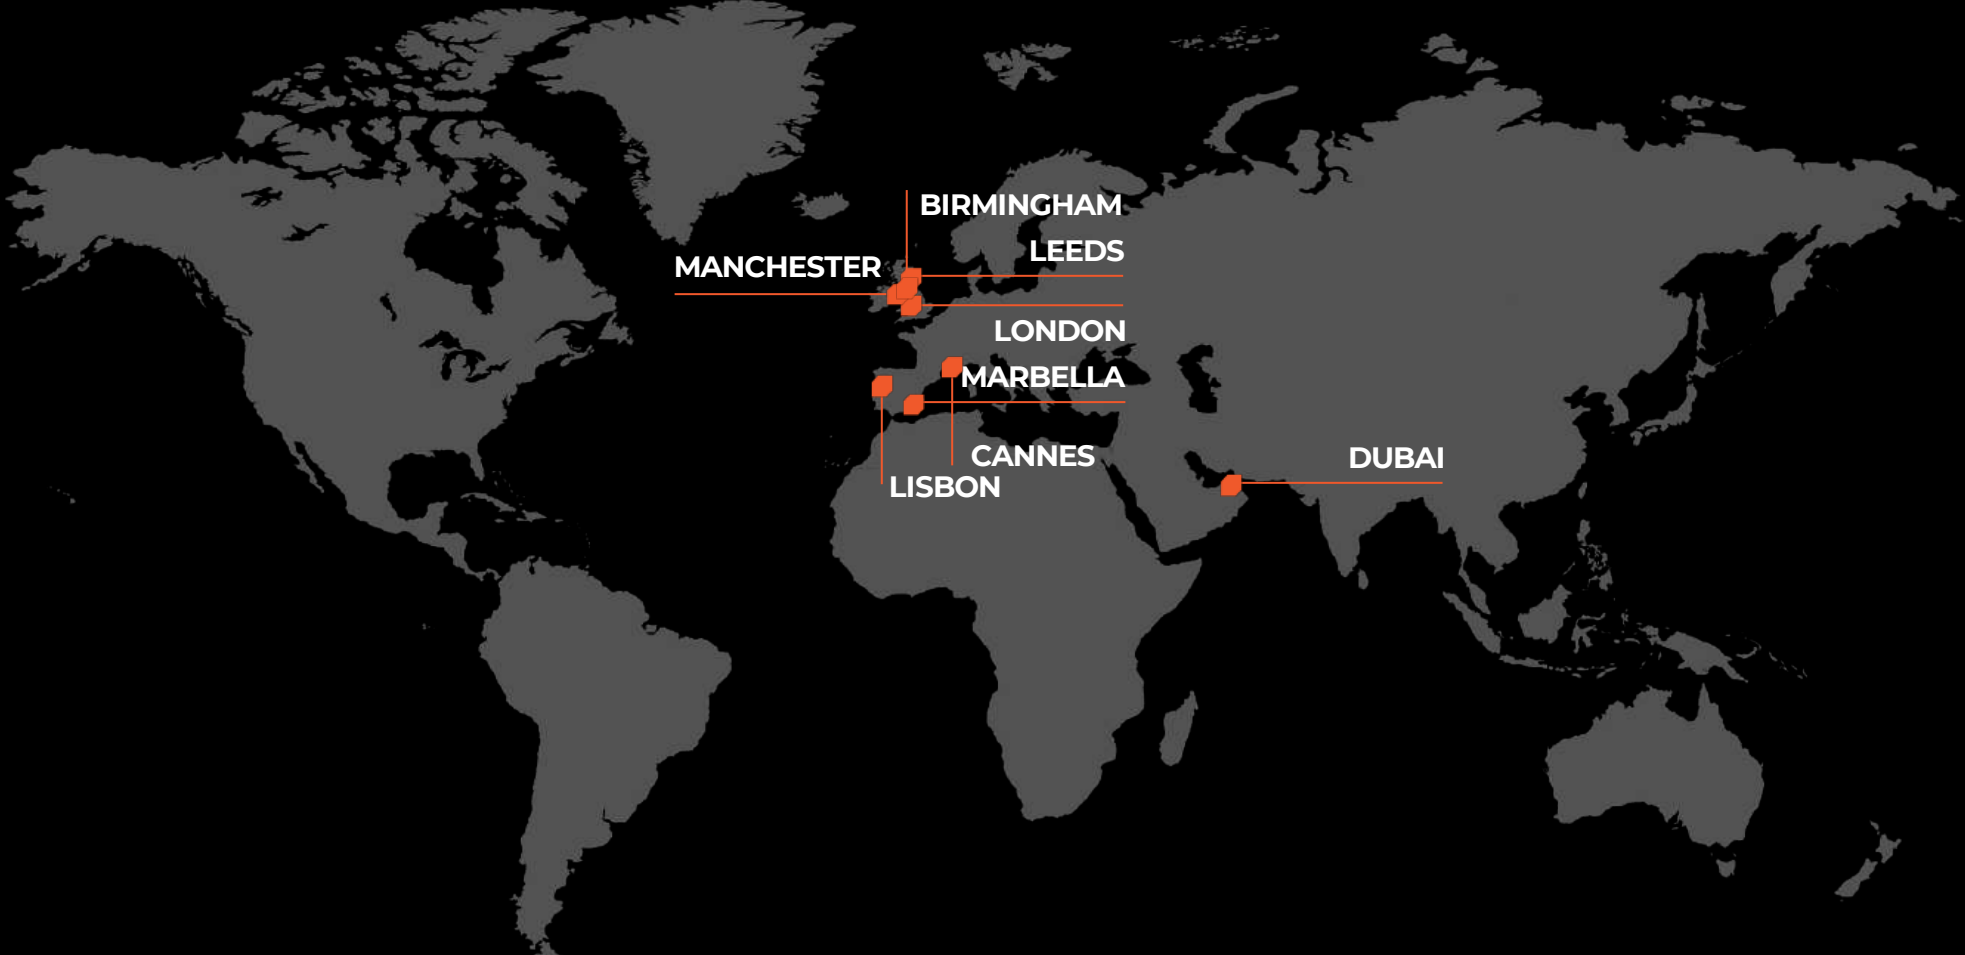 BIRMINGHAM
LEEDS
MANCHESTER
LONDON
MARBELLA
CANNES
DUBAI
LISBON